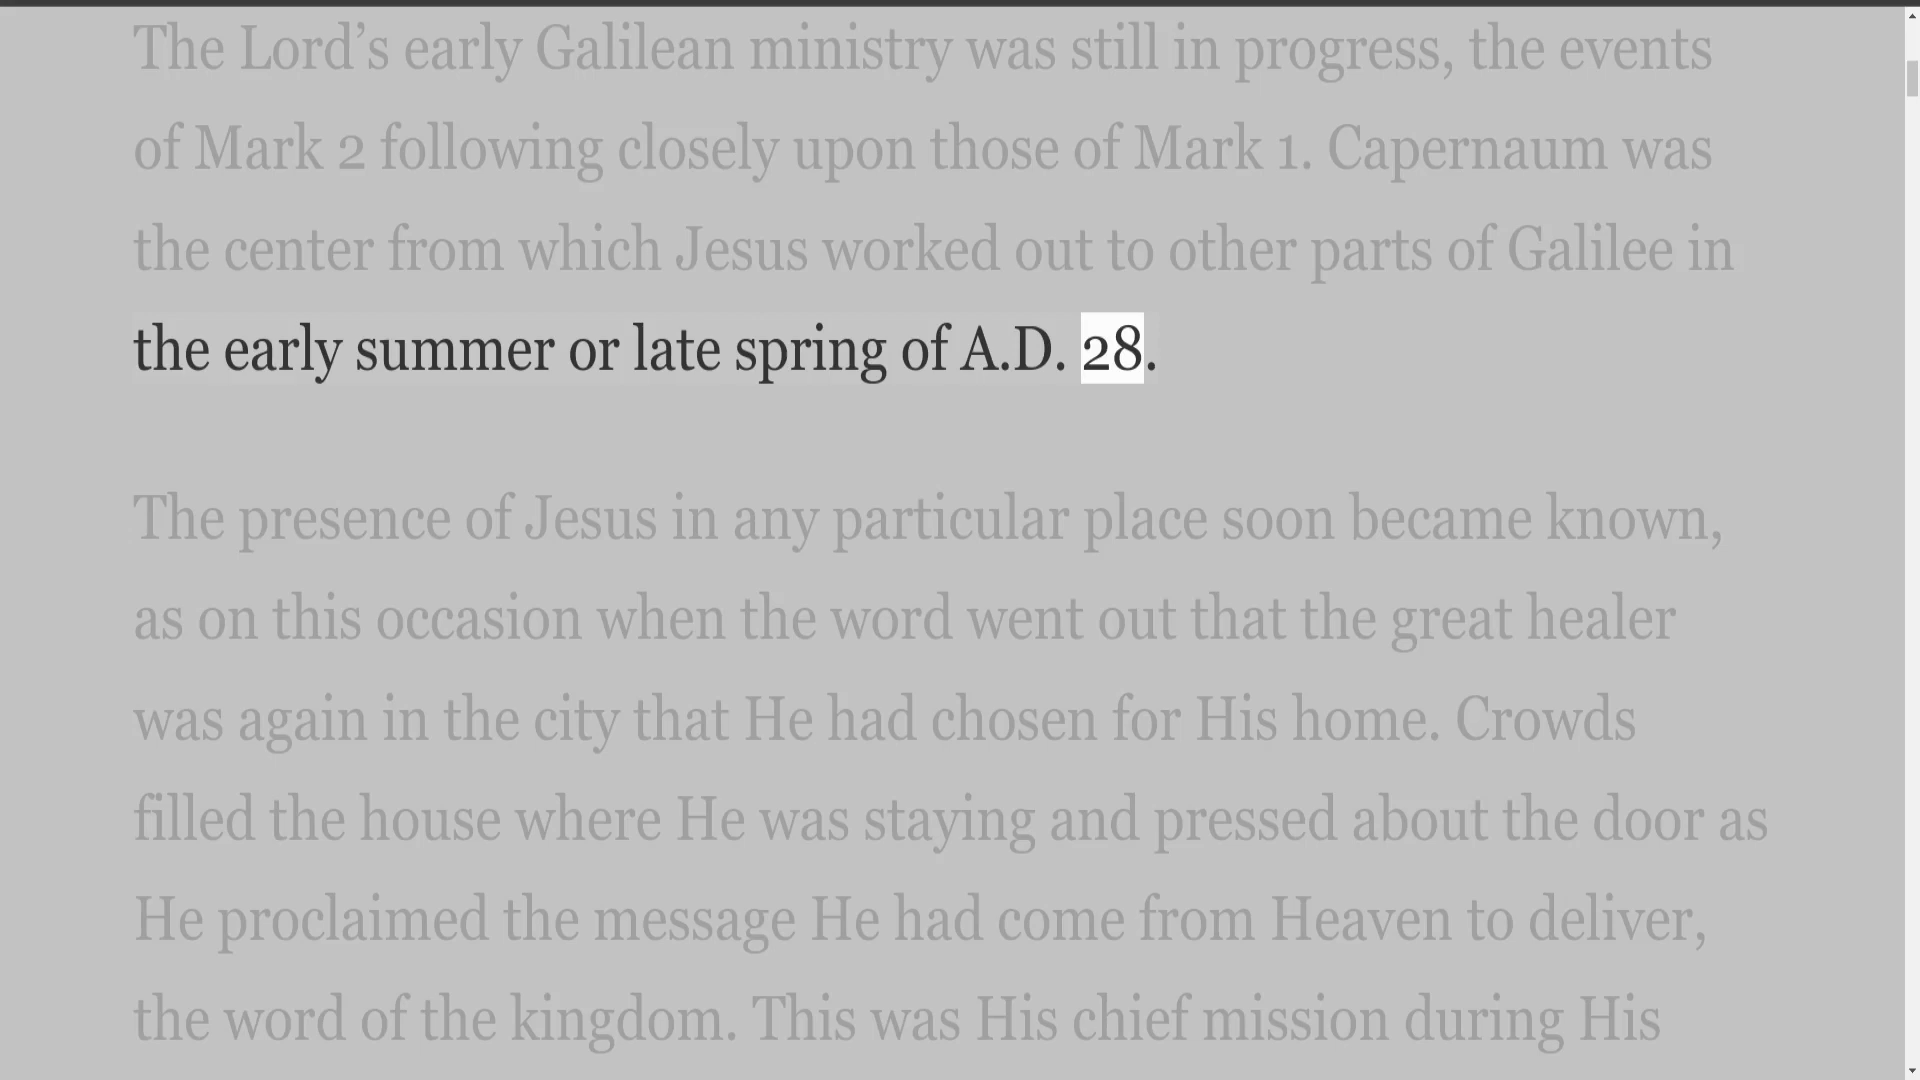 The Lord’s early Galilean ministry was still in progress, the events
of Mark 2 following closely upon those of Mark 1. Capernaum was
the center from which Jesus worked out to other parts of Galilee in
the early summer or late spring of A.D. 28.
The presence of Jesus in any particular place soon became known,
as on this occasion when the word went out that the great healer
was again in the city that He had chosen for His home. Crowds
filled the house where He was staying and pressed about the door as
He proclaimed the message He had come from Heaven to deliver,
the word of the kingdom. This was His chief mission during His